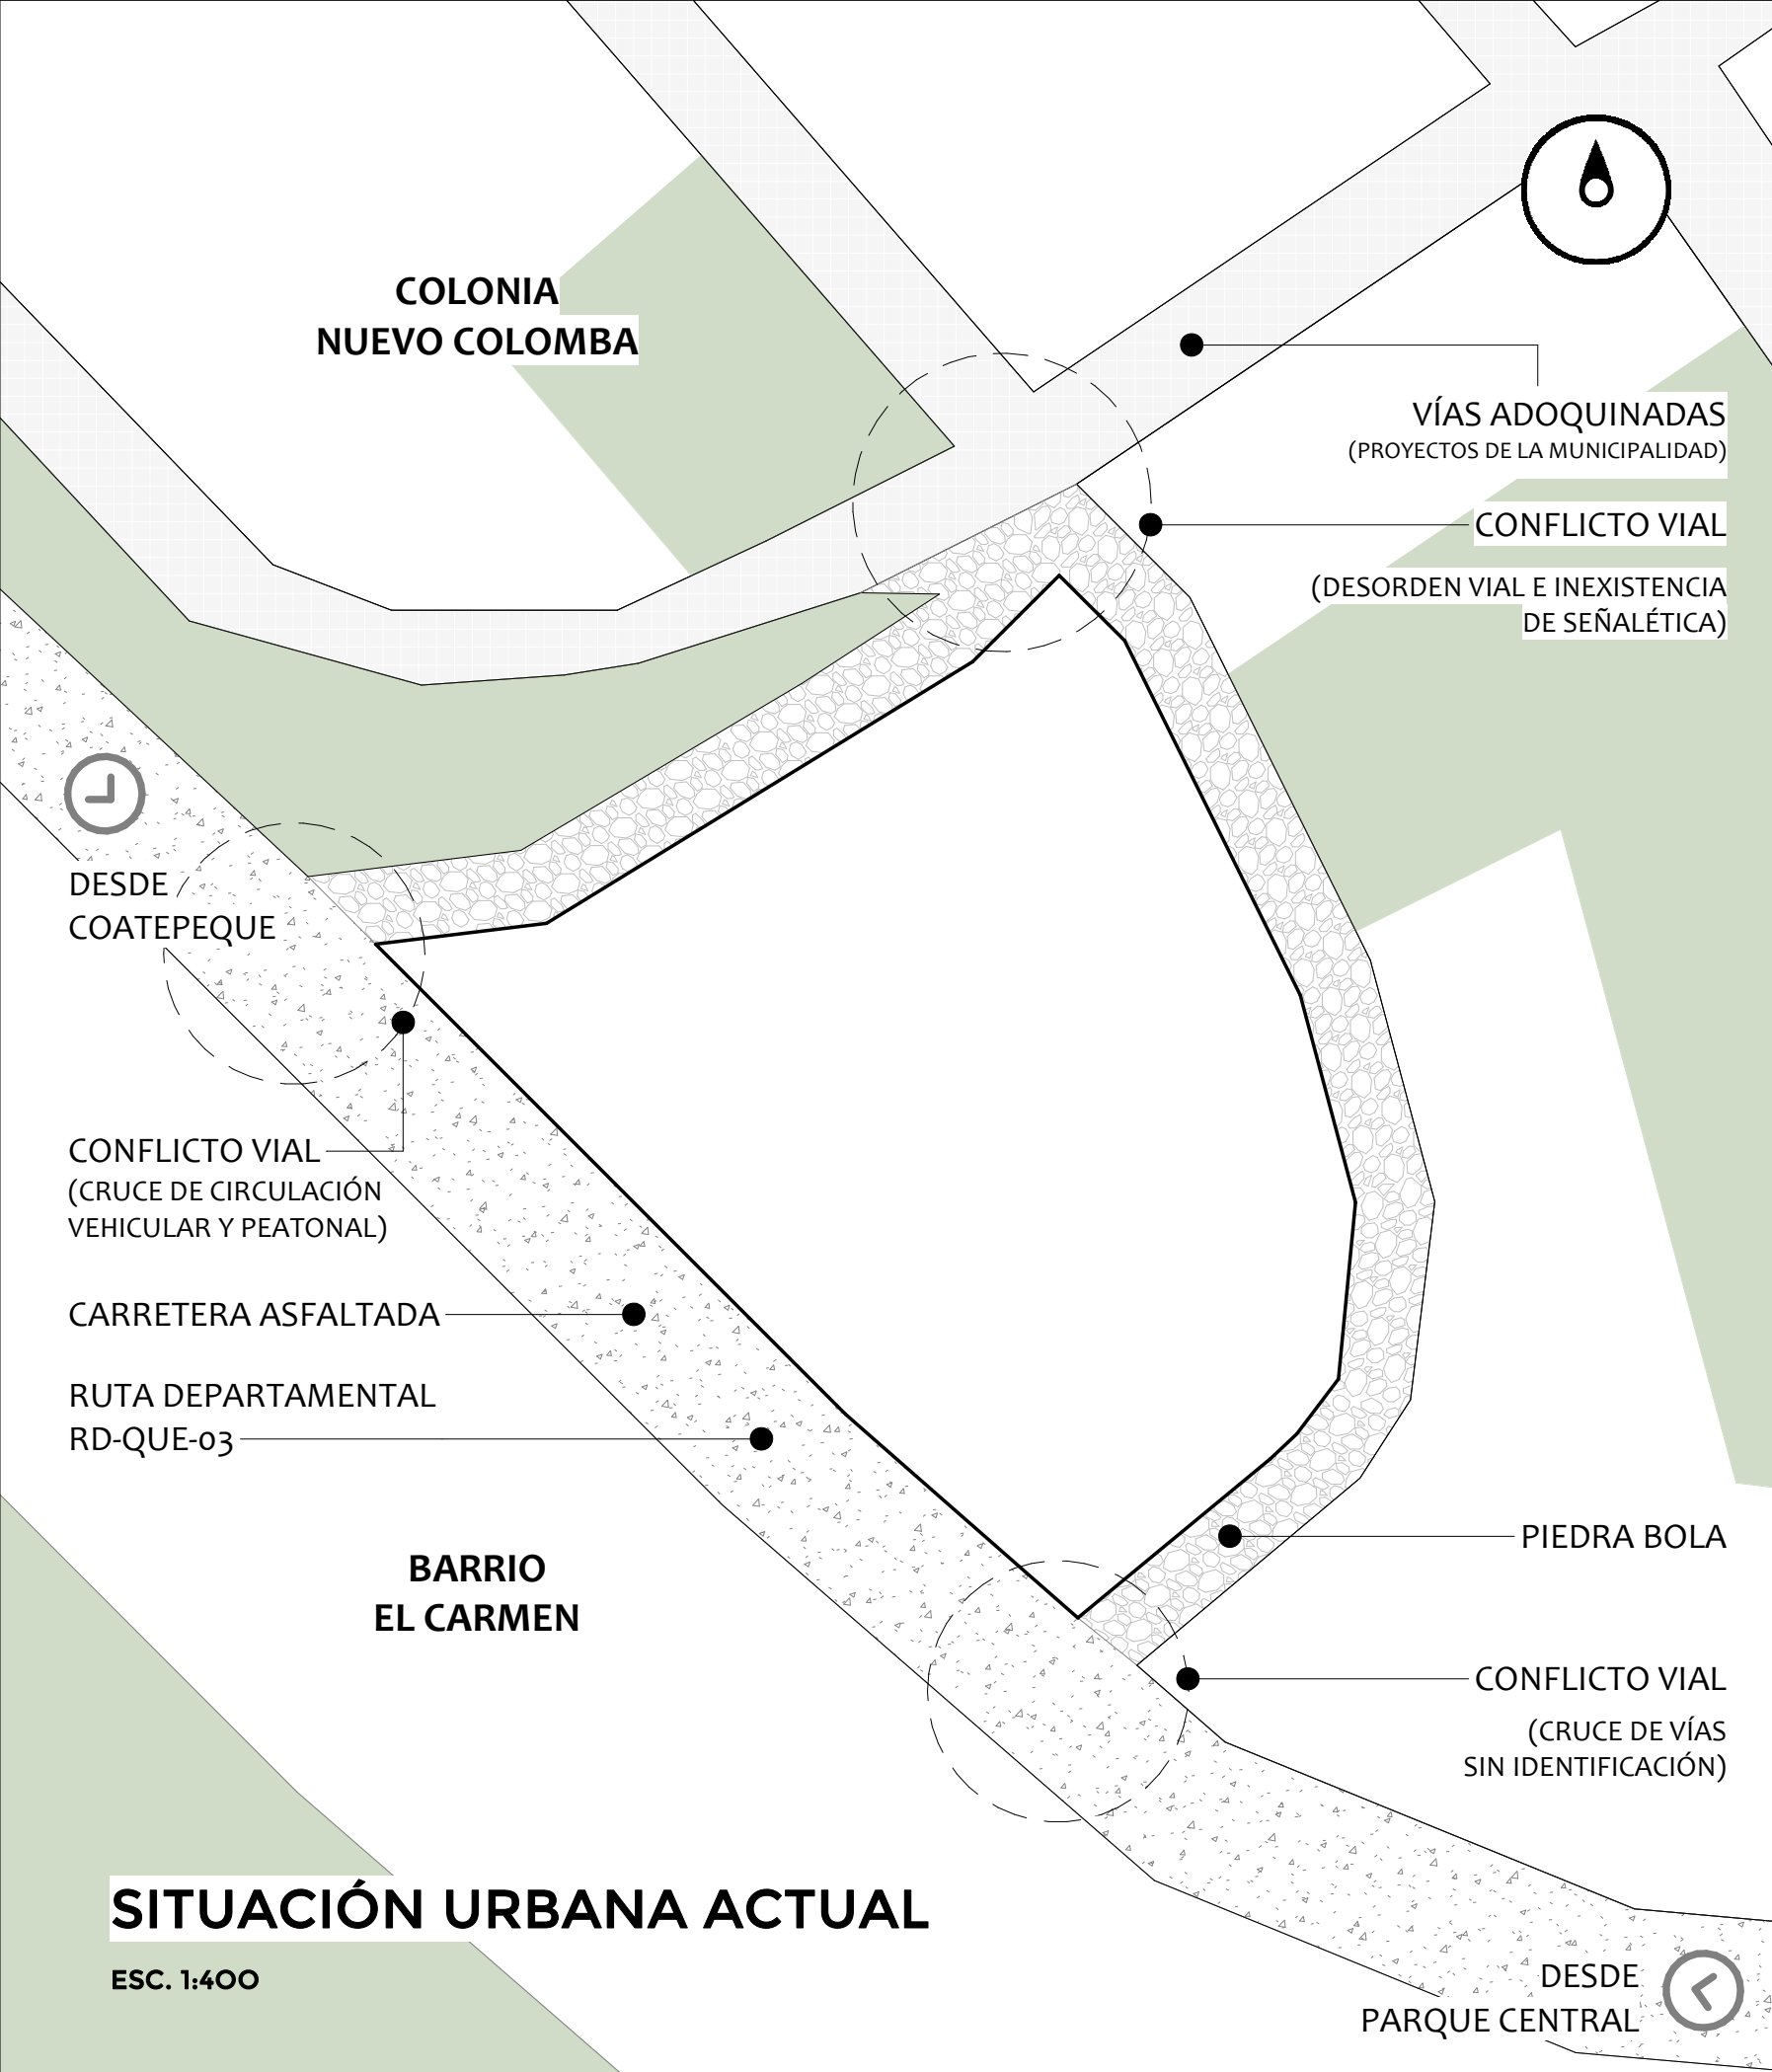 COLONIA
NUEVO COLOMBA
VÍAS ADOQUINADAS
(PROYECTOS DE LA MUNICIPALIDAD)
CONFLICTO VIAL
(DESORDEN VIAL E INEXISTENCIA
DE SEÑALÉTICA)
DESDE
COATEPEQUE
CONFLICTO VIAL
(CRUCE DE CIRCULACIÓN
VEHICULAR Y PEATONAL)
CARRETERA ASFALTADA
RUTA DEPARTAMENTAL
RD-QUE-03
BARRIO
EL CARMEN
PIEDRA BOLA
CONFLICTO VIAL
(CRUCE DE VÍAS
SIN IDENTIFICACIÓN)
SITUACIÓN URBANA ACTUAL
ESC. 1:400
DESDE
PARQUE CENTRAL